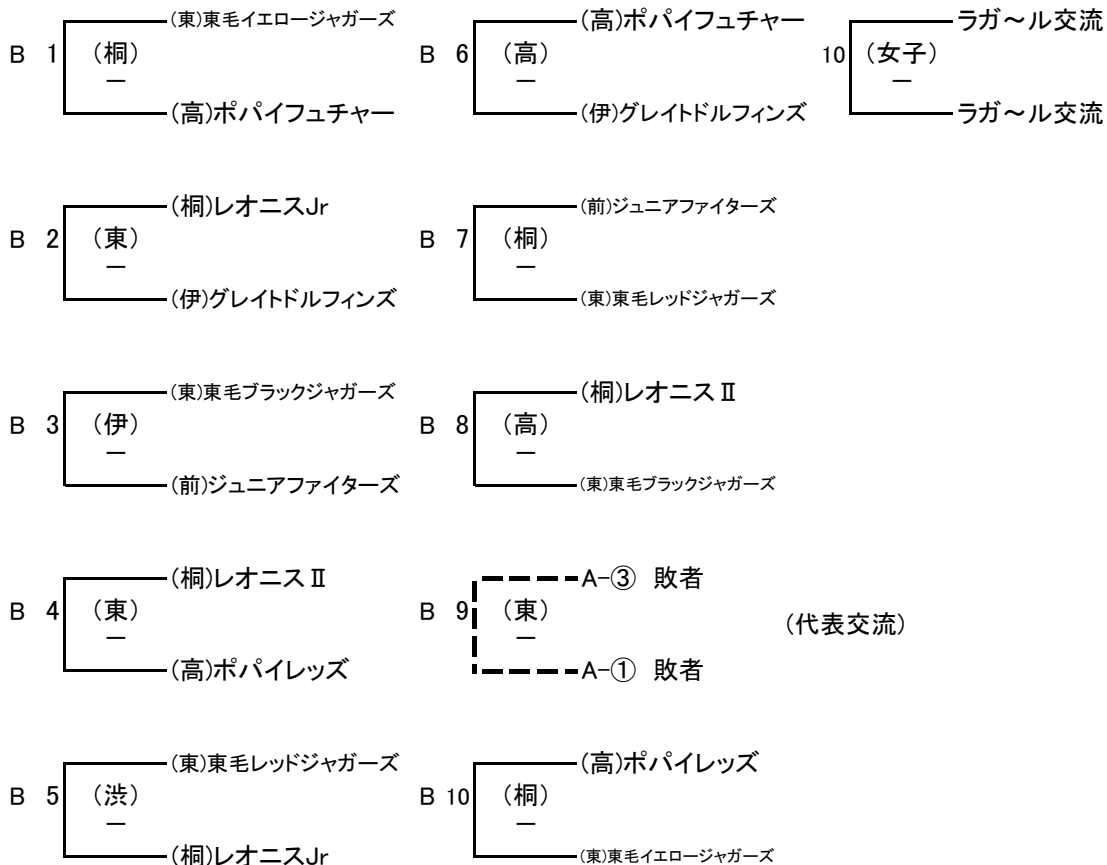 (東)東毛イエロージャガーズ
B 1 (桐)
－
(高)ポパイフュチャー
(高)ポパイフュチャー
B 6 (高)
－
(伊)グレイトドルフィンズ
ラガ～ル交流
10 (女子)
－
ラガ～ル交流
(桐)レオニスJr
B 2 (東)
－
(伊)グレイトドルフィンズ
(前)ジュニアファイターズ
B 7 (桐)
－
(東)東毛レッドジャガーズ
(東)東毛ブラックジャガーズ
B 3 (伊)
－
(前)ジュニアファイターズ
(桐)レオニスⅡ
B 8 (高)
－
(東)東毛ブラックジャガーズ
(桐)レオニスⅡ
B 4 (東)
－
(高)ポパイレッズ
A-③ 敗者
B 9 (東)
－
(代表交流)
A-① 敗者
(東)東毛レッドジャガーズ
B 5 (渋)
－
(桐)レオニスJr
(高)ポパイレッズ
B 10 (桐)
－
(東)東毛イエロージャガーズ